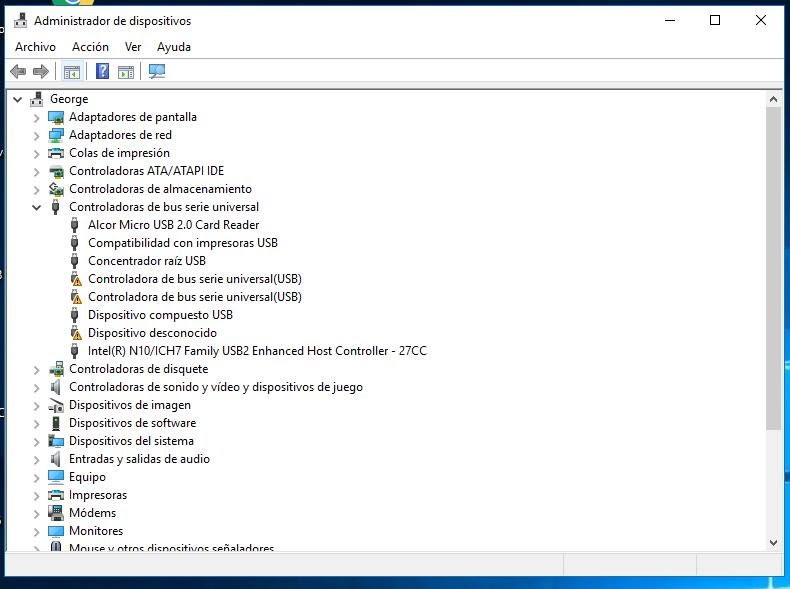 Administrador de dispositivos
Archivo Acción Ver Ayuda
George
Adaptadores de pantalla
Adaptadores de red
Colas de impresión
Controladoras ATA/ATAPI IDE
Controladoras de almacenamiento
Controladoras de bus serie universal
Alcor Micro USB 2.0 Card Reader
Compatibilidad con impresoras USB
Concentrador raíz USB
Controladora de bus serie universal(USB)
Controladora de bus serie universal(USB)
Dispositivo compuesto USB
Dispositivo desconocido
Intel(R) N10/ICH7 Family USB2 Enhanced Host Controller - 27CC
Controladoras de disquete
Controladoras de sonido y vídeo y dispositivos de juego
Dispositivos de imagen
Dispositivos de software
Dispositivos del sistema
Entradas y salidas de audio
Equipo
Impresoras
Módems
Monitores
Mouse y otros dispositivos señaladores